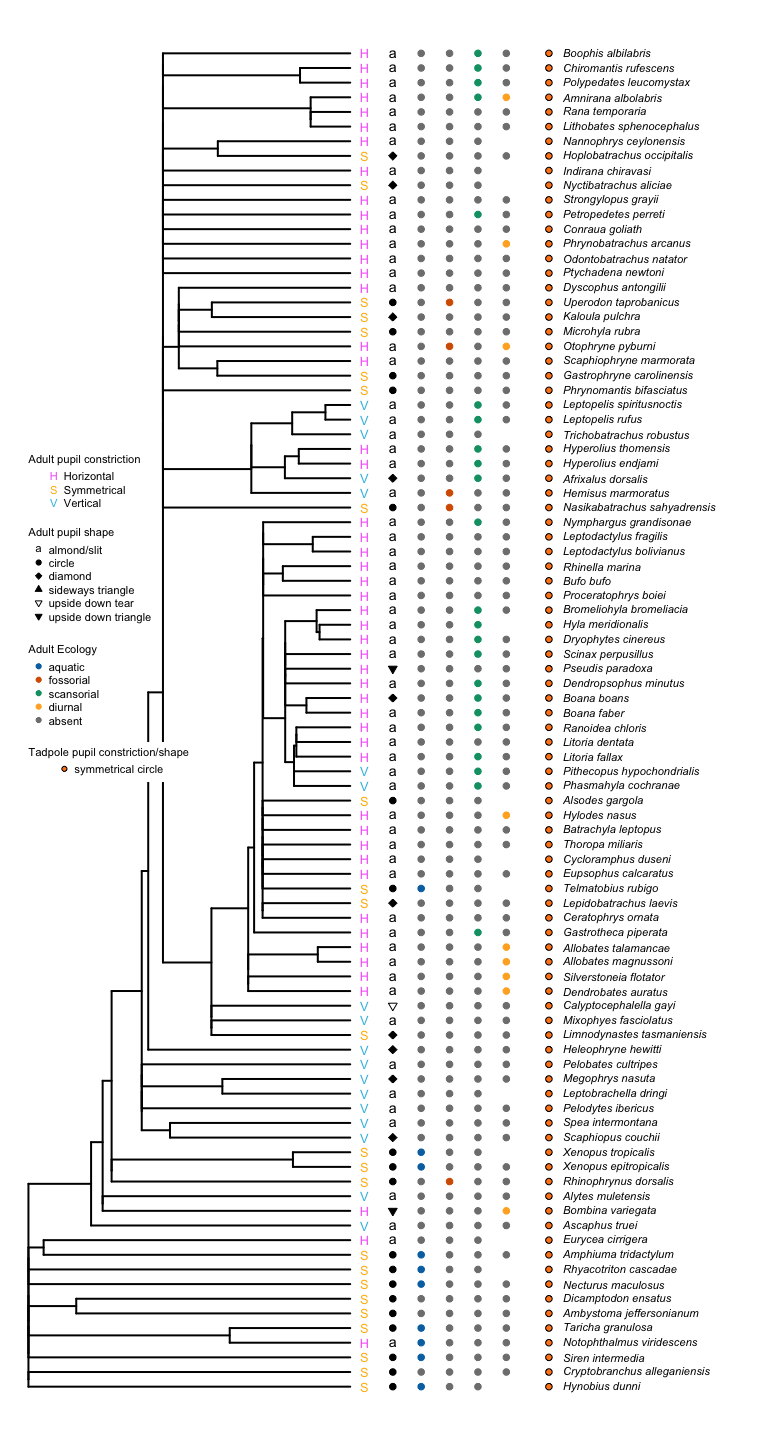 H a Boophis albilabris
H a Chiromantis rufescens
H a Polypedates leucomystax
H a Amnirana albolabris
H a Rana temporaria
H a Lithobates sphenocephalus
H a Nannophrys ceylonensis
S Hoplobatrachus occipitalis
H a Indirana chiravasi
S Nyctibatrachus aliciae
H a Strongylopus grayii
H a Petropedetes perreti
H a Conraua goliath
H a Phrynobatrachus arcanus
H a Odontobatrachus natator
H a Ptychadena newtoni
H a Dyscophus antongilii
S Uperodon taprobanicus
S Kaloula pulchra
S Microhyla rubra
H a Otophryne pyburni
H a Scaphiophryne marmorata
S Gastrophryne carolinensis
S Phrynomantis bifasciatus
V a Leptopelis spiritusnoctis
V a Leptopelis rufus
V a Trichobatrachus robustus
H a Hyperolius thomensis
H a Hyperolius endjami
V Afrixalus dorsalis
V a Hemisus marmoratus
S Nasikabatrachus sahyadrensis
H a Nymphargus grandisonae
H a Leptodactylus fragilis
H a Leptodactylus bolivianus
H a Rhinella marina
H a Bufo bufo
H a Proceratophrys boiei
H a Bromeliohyla bromeliacia
H a Hyla meridionalis
H a Dryophytes cinereus
H a Scinax perpusillus
H Pseudis paradoxa
H a Dendropsophus minutus
H Boana boans
H a Boana faber
H a Ranoidea chloris
H a Litoria dentata
H a Litoria fallax
V a Pithecopus hypochondrialis
V a Phasmahyla cochranae
S Alsodes gargola
H a Hylodes nasus
H a Batrachyla leptopus
H a Thoropa miliaris
H a Cycloramphus duseni
H a Eupsophus calcaratus
S Telmatobius rubigo
S Lepidobatrachus laevis
H a Ceratophrys ornata
H a Gastrotheca piperata
H a Allobates talamancae
H a Allobates magnussoni
H a Silverstoneia flotator
H a Dendrobates auratus
V Calyptocephalella gayi
V a Mixophyes fasciolatus
S Limnodynastes tasmaniensis
V Heleophryne hewitti
V a Pelobates cultripes
V Megophrys nasuta
V a Leptobrachella dringi
V a Pelodytes ibericus
V a Spea intermontana
V Scaphiopus couchii
S Xenopus tropicalis
S Xenopus epitropicalis
S Rhinophrynus dorsalis
V a Alytes muletensis
H Bombina variegata
V a Ascaphus truei
H a Eurycea cirrigera
S Amphiuma tridactylum
S Rhyacotriton cascadae
S Necturus maculosus
S Dicamptodon ensatus
S Ambystoma jeffersonianum
S Taricha granulosa
H a Notophthalmus viridescens
S Siren intermedia
S Cryptobranchus alleganiensis
S Hynobius dunni
Adult pupil constriction
H Horizontal
S Symmetrical
V Vertical
Adult pupil shape
a almond/slit
circle
diamond
sideways triangle
upside down tear
upside down triangle
Adult Ecology
aquatic
fossorial
scansorial
diurnal
absent
Tadpole pupil constriction/shape
symmetrical circle